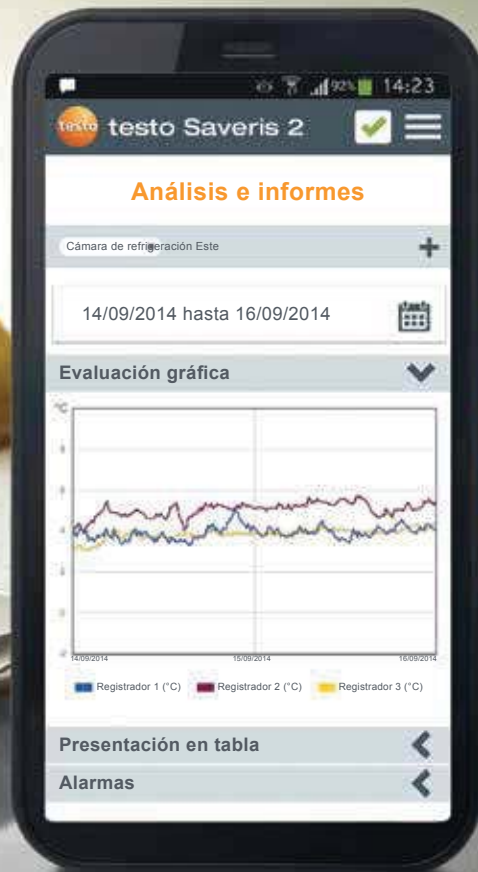 92% 14:23
testo testo Saveris 2
Análisis e informes
Cámara de refrigeración Este
14/09/2014 hasta 16/09/2014
Evaluación gráfica
°C
14/09/2014 15/09/2014 16/09/2014
Registrador 1 (°C) Registrador 2 (°C) Registrador 3 (°C)
Presentación en tabla
Alarmas